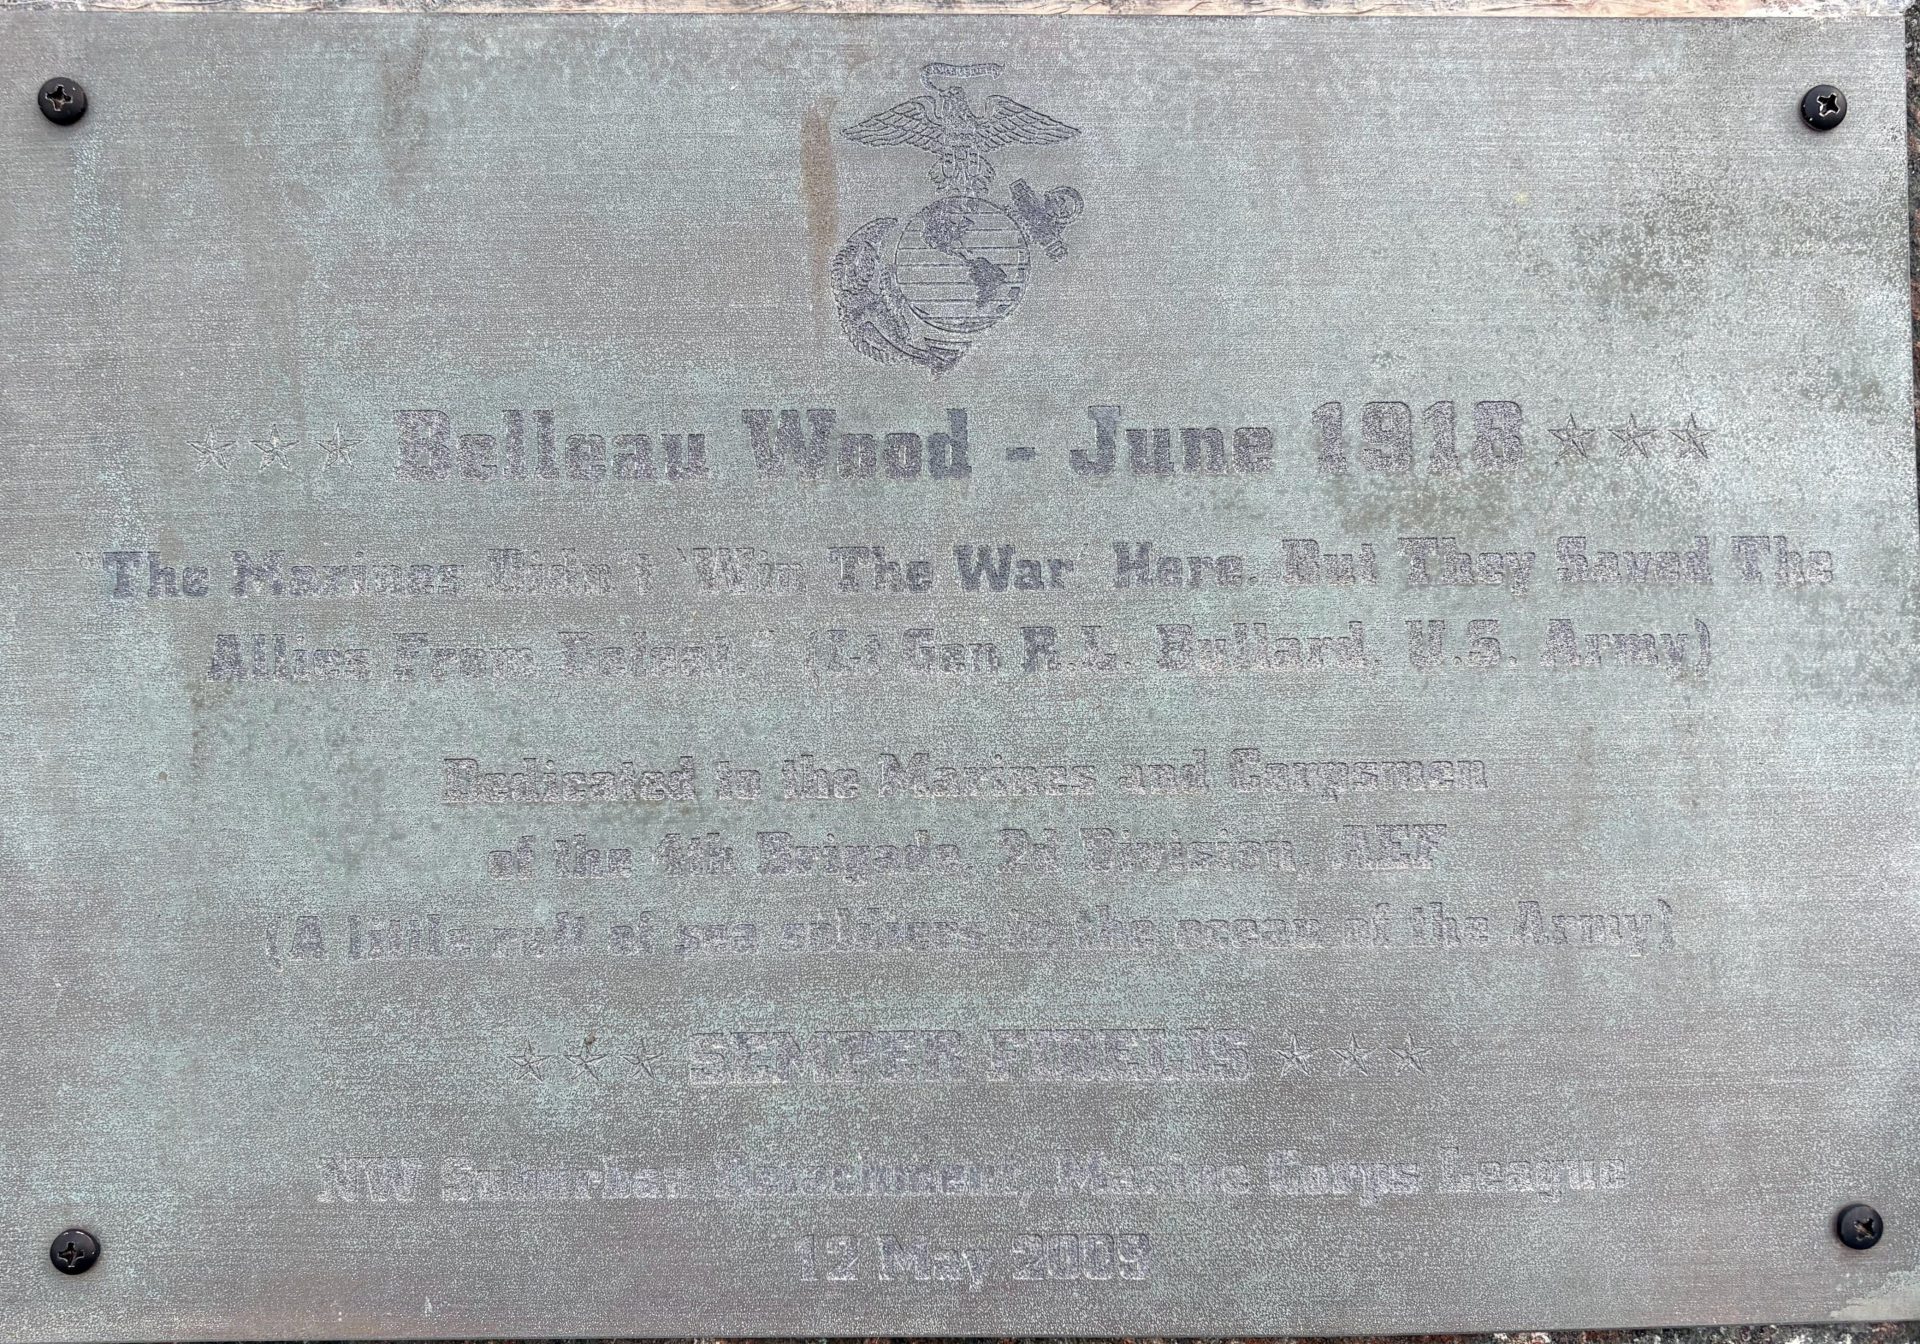 ★ ★ ★ Belleau Wood - June 1918 ★ ★ ★
"The Marines Didn't 'Win The War' Here. But They Saved The
Allies From Defeat." (Lt Gen R.L. Bullard, U.S. Army)
Dedicated to the Marines and Corpsmen
of the 4th Brigade, 2d Division, AEF
(A little raft of sea soldiers in the ocean of the Army)
★ ★ ★ SEMPER FIDELIS ★ ★ ★
NW Suburban Detachment, Marine Corps League
12 May 2009